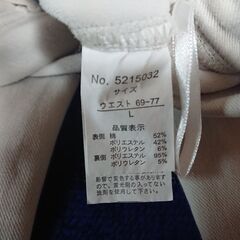 No. 5215032
サイズ
ウエスト 69-77
L
品質表示
表側 綿 52%
ポリエステル 42%
ポリウレタン 6%
裏側 ポリエステル 95%
ポリウレタン 5%